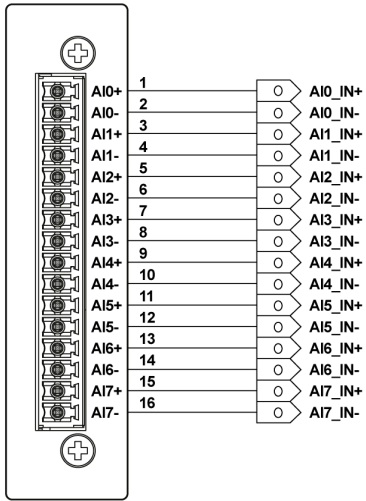 AI0+ 1 AI0_IN+
AI0- 2 AI0_IN-
AI1+ 3 AI1_IN+
AI1- 4 AI1_IN-
AI2+ 5 AI2_IN+
AI2- 6 AI2_IN-
AI3+ 7 AI3_IN+
AI3- 8 AI3_IN-
AI4+ 9 AI4_IN+
AI4- 10 AI4_IN-
AI5+ 11 AI5_IN+
AI5- 12 AI5_IN-
AI6+ 13 AI6_IN+
AI6- 14 AI6_IN-
AI7+ 15 AI7_IN+
AI7- 16 AI7_IN-